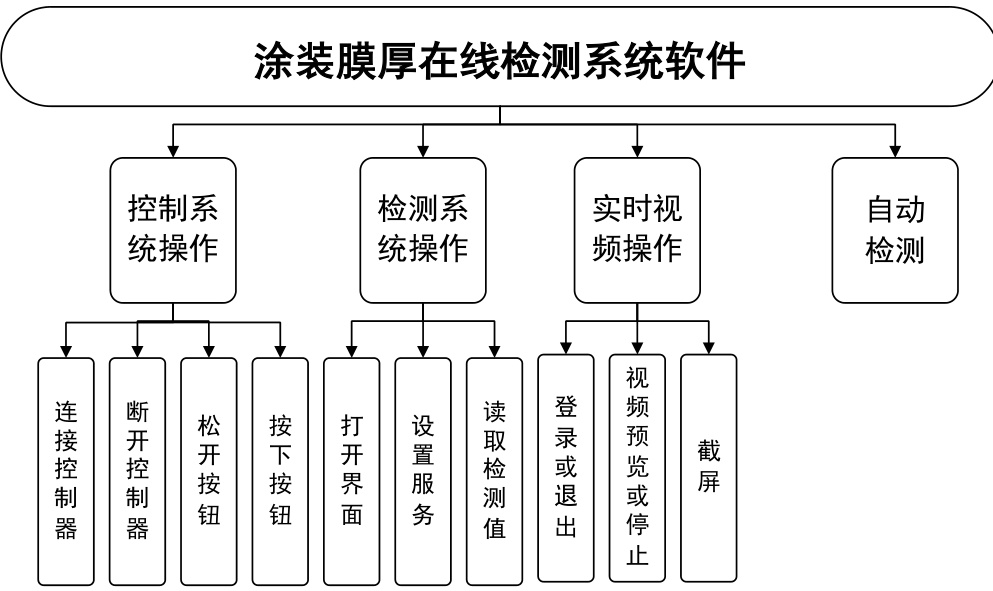 涂装膜厚在线检测系统软件
控制系
统操作
检测系
统操作
实时视
频操作
自动
检测
连接控制器
断开控制器
松开按钮
按下按钮
打开界面
设置服务
读取检测值
登录或退出
视频预览或停止
截屏